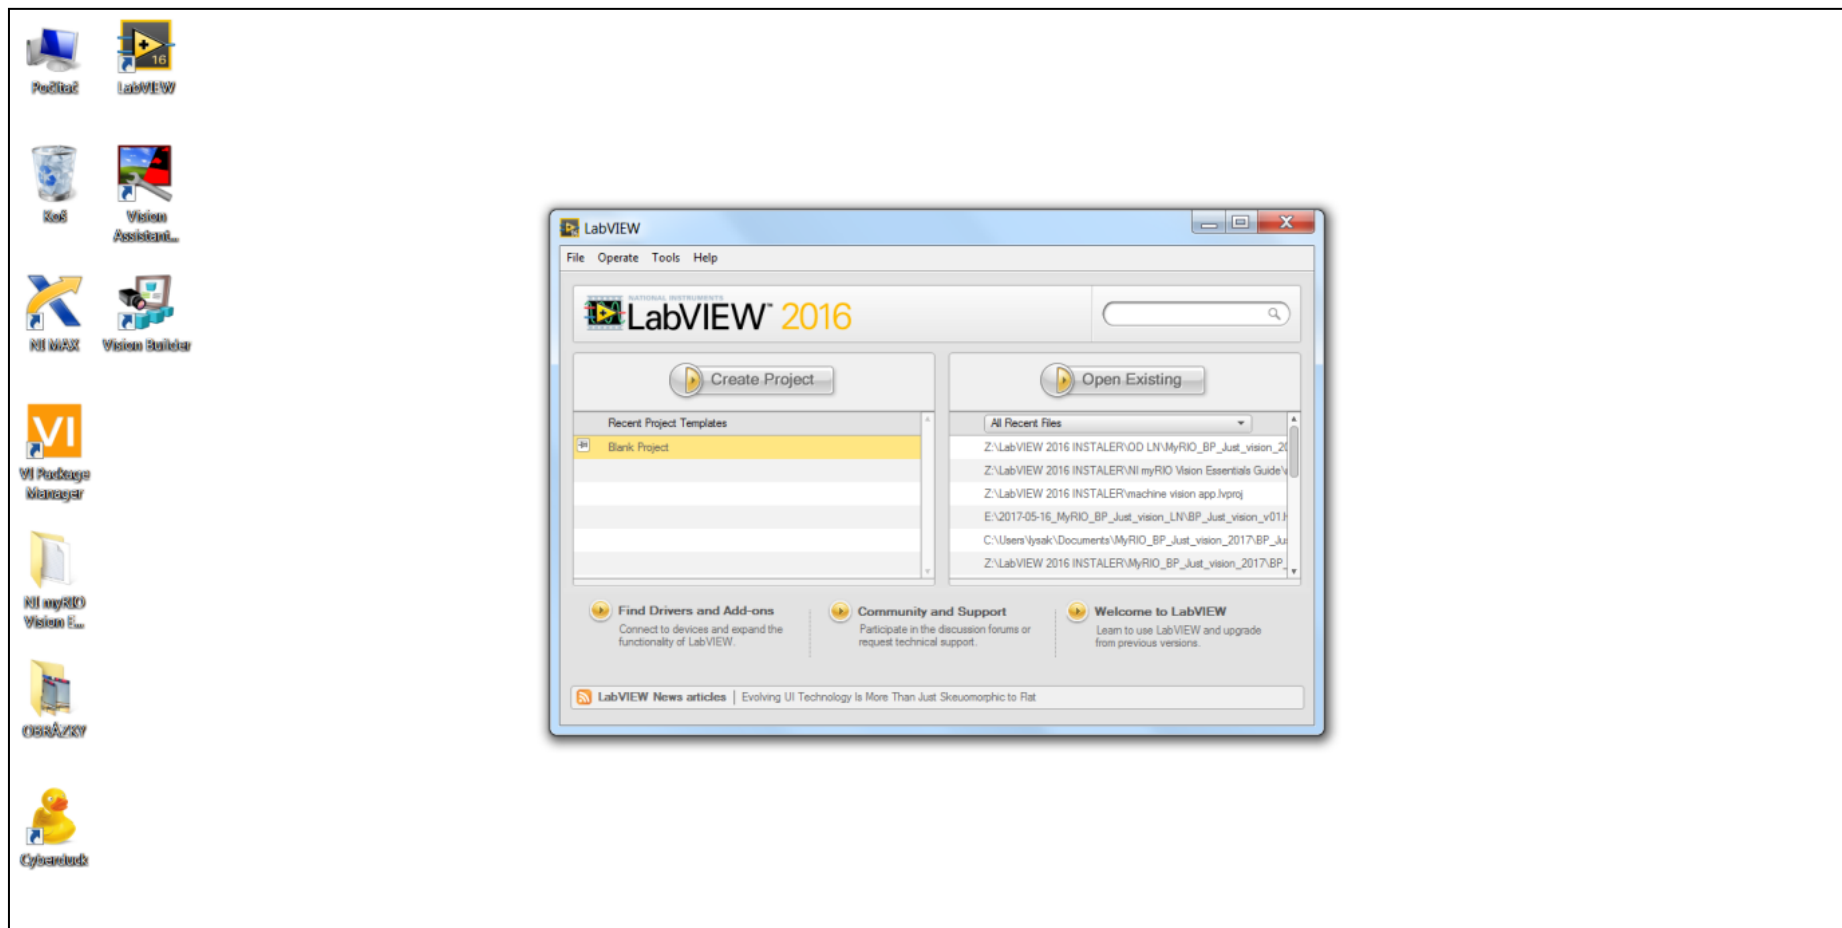 Počítač
LabVIEW
16
Koš
Vision
Assistant...
NI MAX
Vision Builder
VI
VI Package
Manager
NI myRIO
Vision E...
OBRÁZKY
Cyberduck
LabVIEW
File Operate Tools Help
NATIONAL INSTRUMENTS
LabVIEW™ 2016
Create Project
Open Existing
Recent Project Templates
Blank Project
All Recent Files
Z:\LabVIEW 2016 INSTALER\OD LN\MyRIO_BP_Just_vision_20
Z:\LabVIEW 2016 INSTALER\NI myRIO Vision Essentials Guide\
Z:\LabVIEW 2016 INSTALER\machine vision app.lvproj
E:\2017-05-16_MyRIO_BP_Just_vision_LN\BP_Just_vision_v01.l
C:\Users\lysak\Documents\MyRIO_BP_Just_vision_2017\BP_Ju
Z:\LabVIEW 2016 INSTALER\MyRIO_BP_Just_vision_2017\BP_
Find Drivers and Add-ons
Connect to devices and expand the
functionality of LabVIEW.
Community and Support
Participate in the discussion forums or
request technical support.
Welcome to LabVIEW
Learn to use LabVIEW and upgrade
from previous versions.
LabVIEW News articles | Evolving UI Technology Is More Than Just Skeuomorphic to Flat